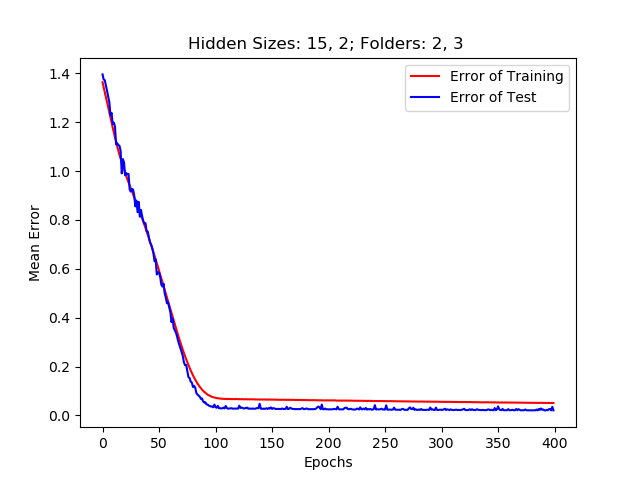 Hidden Sizes: 15, 2; Folders: 2, 3
Error of Training
Error of Test
Mean Error
1.4
1.2
1.0
0.8
0.6
0.4
0.2
0.0
0 50 100 150 200 250 300 350 400
Epochs